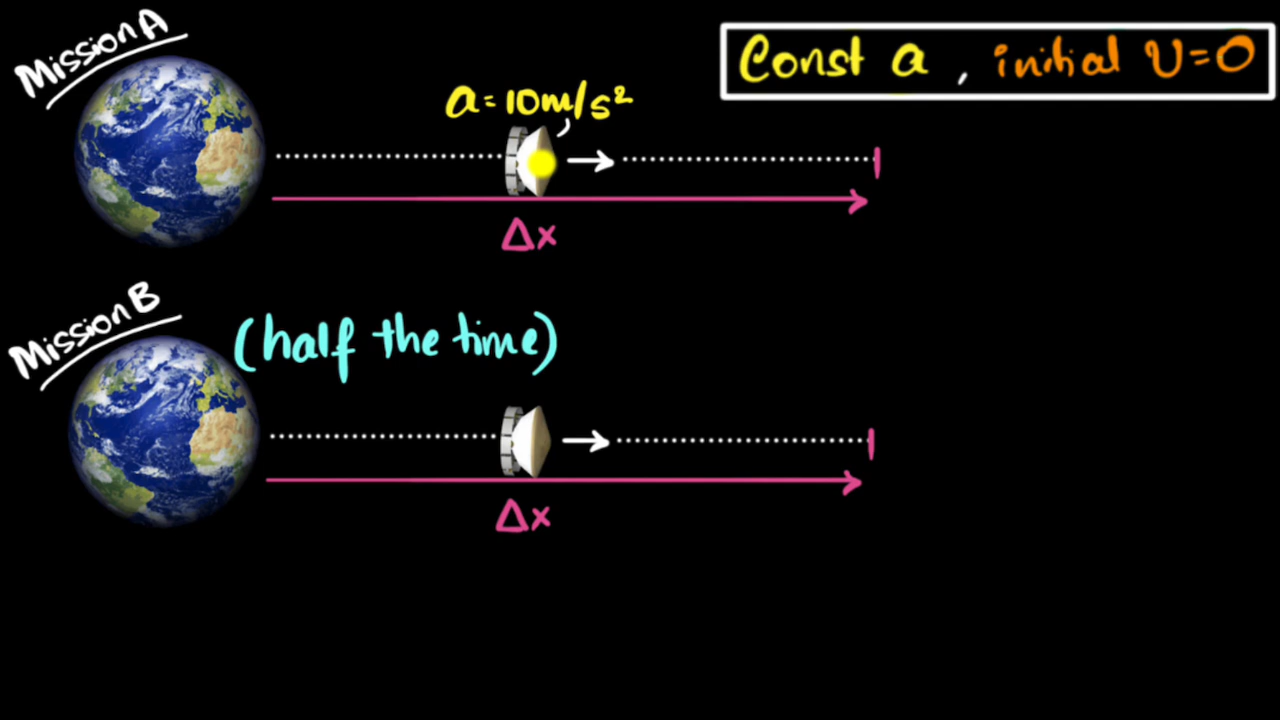 Mission A
Const a, initial v=0
a=10m/s²
Δx
Mission B
(half the time)
Δx